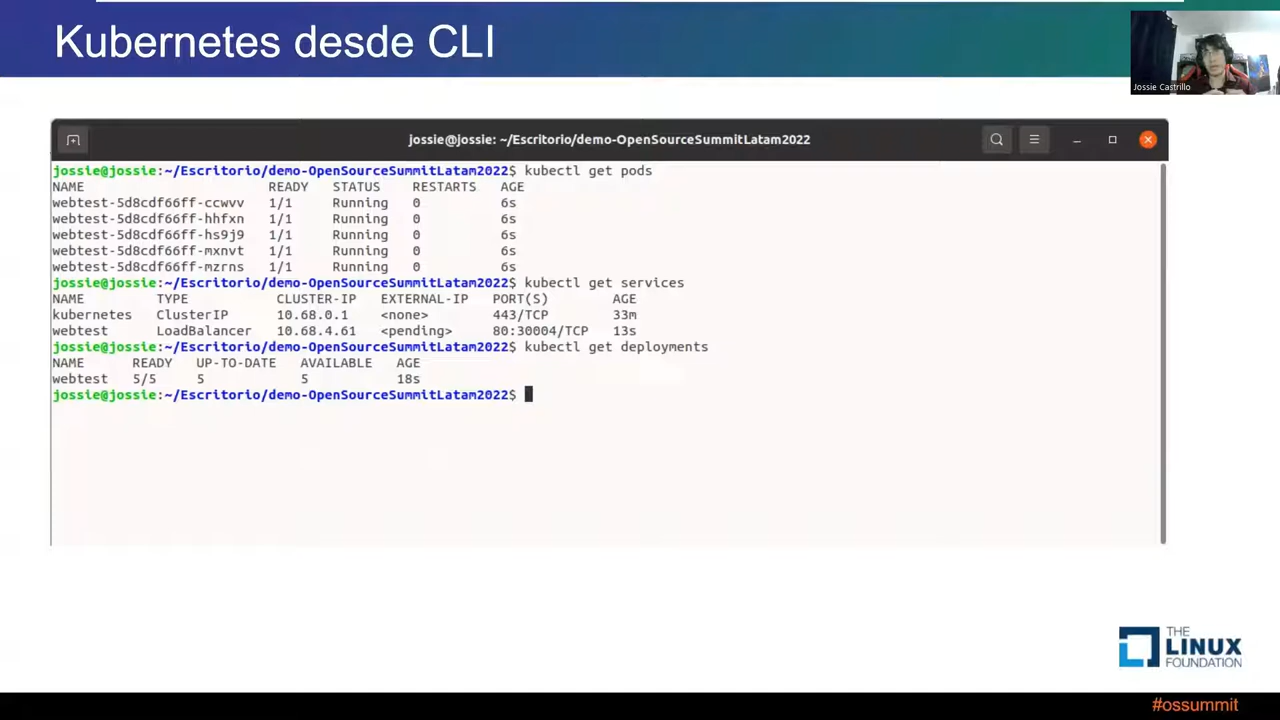 Kubernetes desde CLI
Jossie Castrillo
jossie@jossie: ~/Escritorio/demo-OpenSourceSummitLatam2022
jossie@jossie:~/Escritorio/demo-OpenSourceSummitLatam2022$ kubectl get pods
NAME READY STATUS RESTARTS AGE
webtest-5d8cdf66ff-ccwvv 1/1 Running 0 6s
webtest-5d8cdf66ff-hhfxn 1/1 Running 0 6s
webtest-5d8cdf66ff-hs9j9 1/1 Running 0 6s
webtest-5d8cdf66ff-mxnvt 1/1 Running 0 6s
webtest-5d8cdf66ff-mzrns 1/1 Running 0 6s
jossie@jossie:~/Escritorio/demo-OpenSourceSummitLatam2022$ kubectl get services
NAME TYPE CLUSTER-IP EXTERNAL-IP PORT(S) AGE
kubernetes ClusterIP 10.68.0.1 <none> 443/TCP 33m
webtest LoadBalancer 10.68.4.61 <pending> 80:30004/TCP 13s
jossie@jossie:~/Escritorio/demo-OpenSourceSummitLatam2022$ kubectl get deployments
NAME READY UP-TO-DATE AVAILABLE AGE
webtest 5/5 5 5 18s
jossie@jossie:~/Escritorio/demo-OpenSourceSummitLatam2022$
THE
LINUX
FOUNDATION
#ossummit